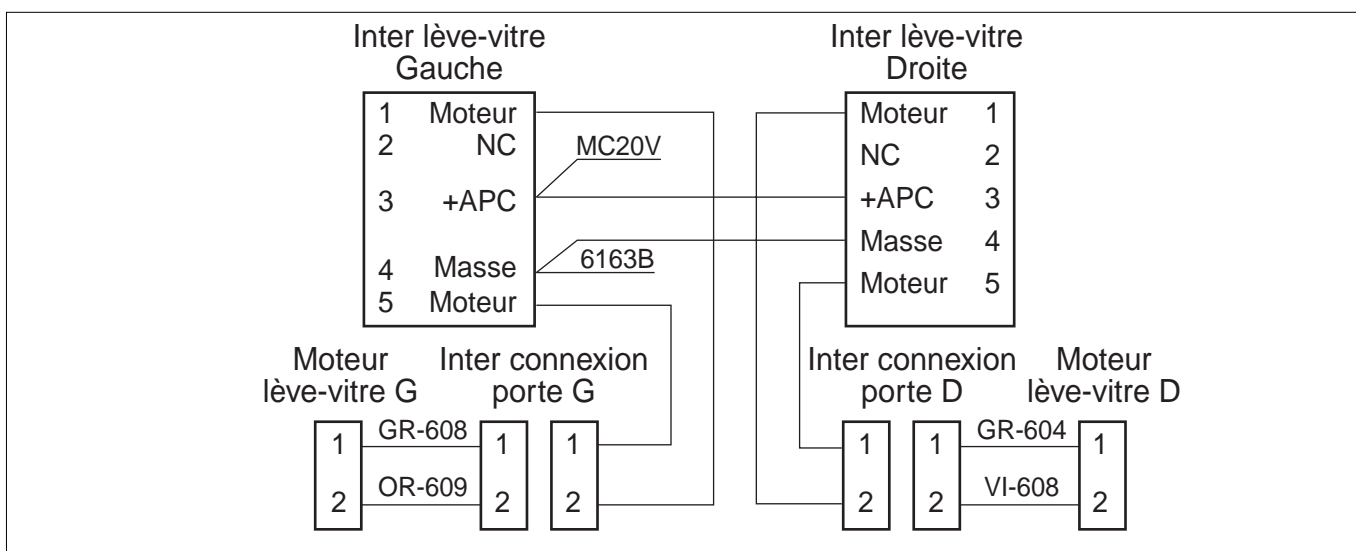 Inter lève-vitre
Gauche
1 Moteur
2 NC
3 +APC
4 Masse
5 Moteur
MC20V
6163B
Inter lève-vitre
Droite
Moteur 1
NC 2
+APC 3
Masse 4
Moteur 5
Moteur
lève-vitre G
1
2
GR-608
OR-609
Inter connexion
porte G
1
2
1
2
Inter connexion
porte D
1
2
1
2
GR-604
VI-608
Moteur
lève-vitre D
1
2